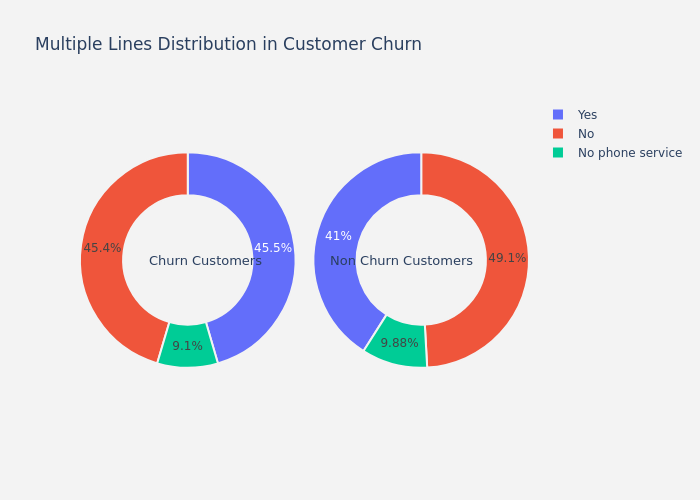 Multiple Lines Distribution in Customer Churn
Yes
No
No phone service
45.4%
Churn Customers
45.5%
9.1%
41%
Non Churn Customers
49.1%
9.88%